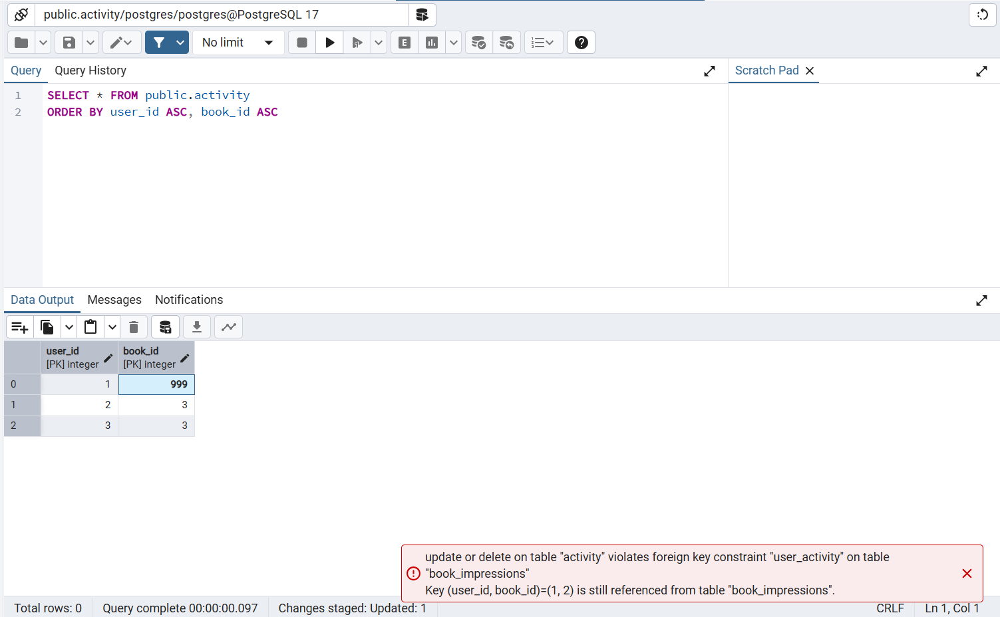 public.activity/postgres/postgres@PostgreSQL 17
No limit
E
Query Query History
Scratch Pad
1 SELECT * FROM public.activity
2 ORDER BY user_id ASC, book_id ASC
Data Output Messages Notifications
user_id book_id
[PK] integer [PK] integer
0 1 999
1 2 3
2 3 3
update or delete on table "activity" violates foreign key constraint "user_activity" on table
"book_impressions"
Key (user_id, book_id)=(1, 2) is still referenced from table "book_impressions".
Total rows: 0 Query complete 00:00:00.097 Changes staged: Updated: 1 CRLF Ln 1, Col 1